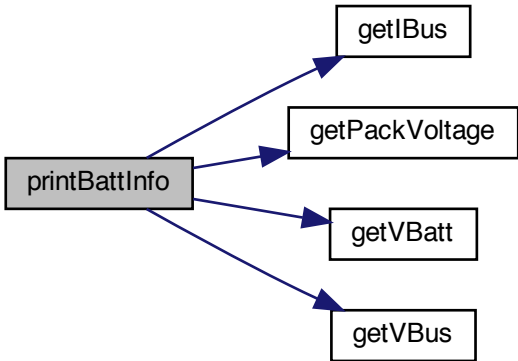 getIBus
getPackVoltage
printBattInfo
getVBatt
getVBus